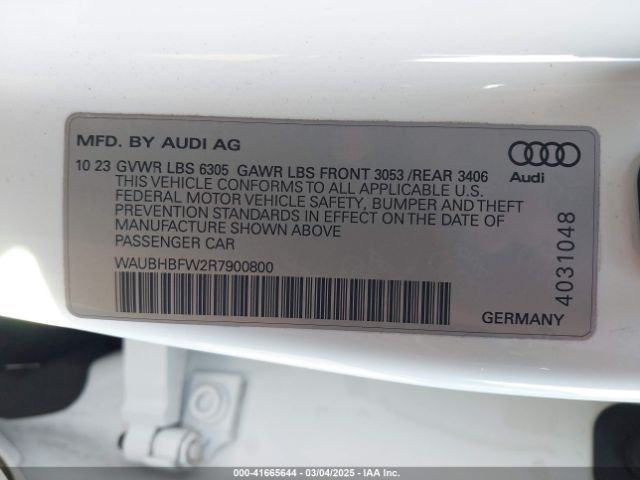 MFD. BY AUDI AG
Audi
10 23 GVWR LBS 6305 GAWR LBS FRONT 3053 /REAR 3406
THIS VEHICLE CONFORMS TO ALL APPLICABLE U.S.
FEDERAL MOTOR VEHICLE SAFETY, BUMPER AND THEFT
PREVENTION STANDARDS IN EFFECT ON THE DATE OF
MANUFACTURE SHOWN ABOVE
PASSENGER CAR
WAUBHBFW2R7900800
4031048
GERMANY
000-41665644 | 03/04/2025 - IAA Inc.